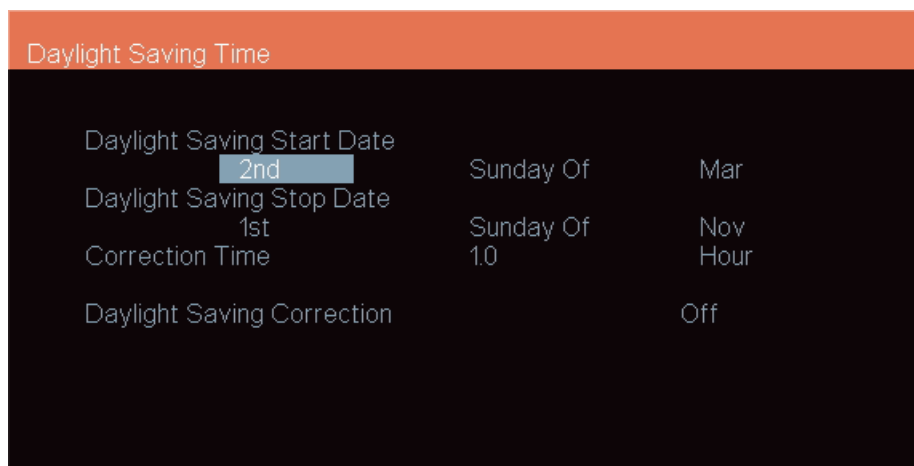 Daylight Saving Time
Daylight Saving Start Date
2nd Sunday Of Mar
Daylight Saving Stop Date
1st Sunday Of Nov
Correction Time 1.0 Hour
Daylight Saving Correction Off